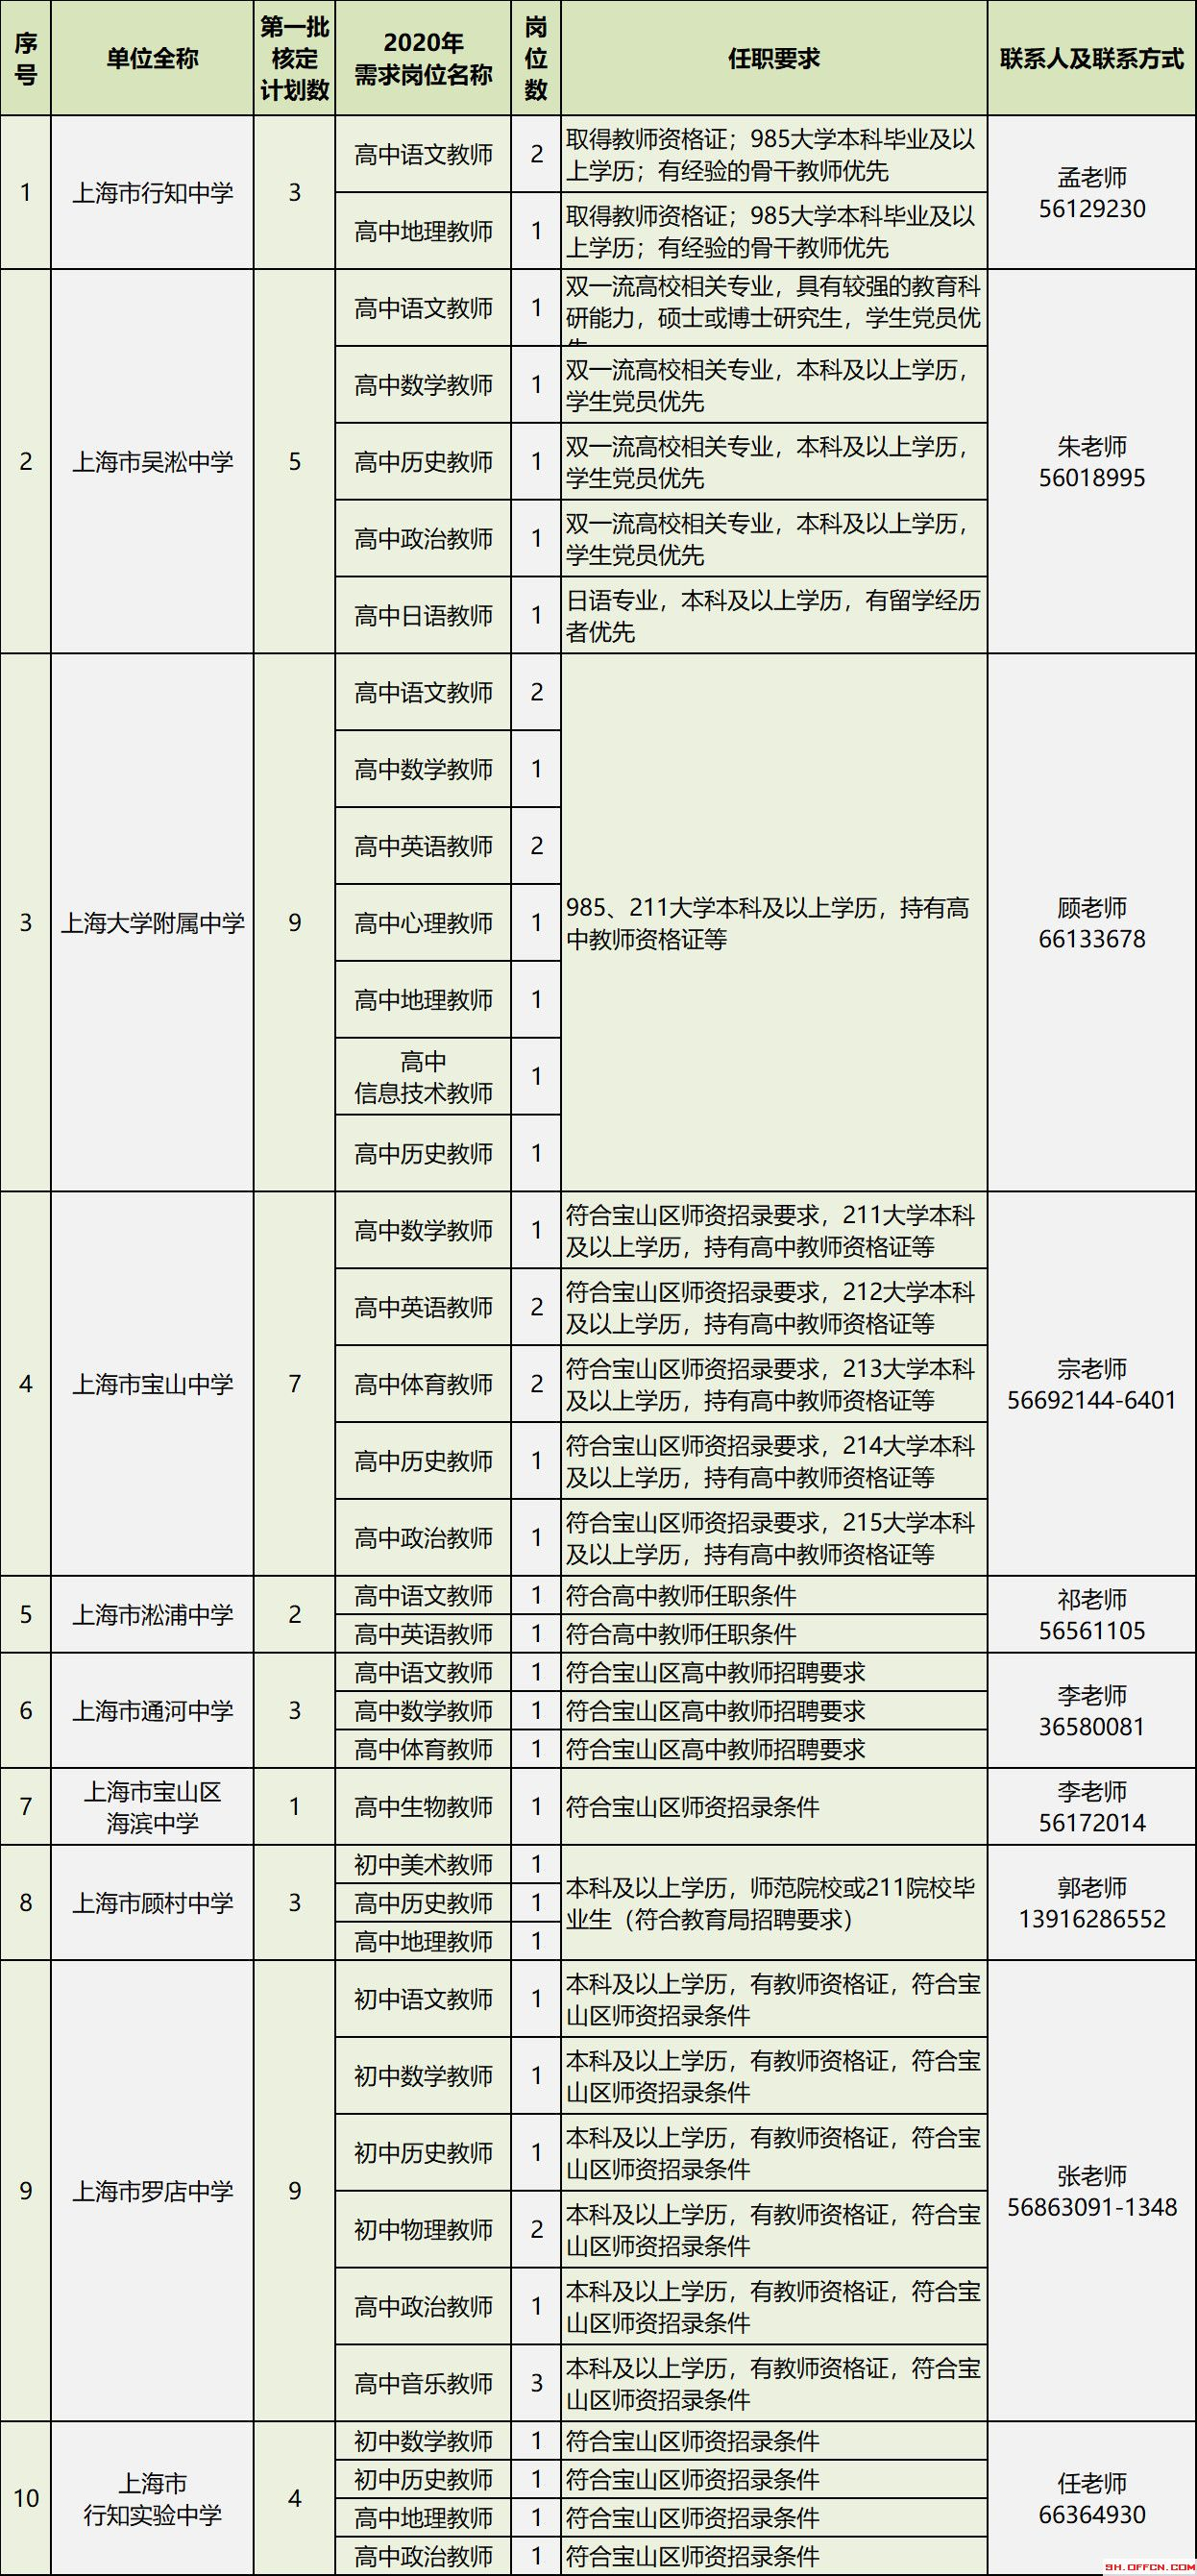 序号
单位全称
第一批
核定
计划数
2020年
需求岗位名称
岗位数
任职要求
联系人及联系方式
1
上海市行知中学
3
高中语文教师
2
取得教师资格证；985大学本科毕业及以
上学历；有经验的骨干教师优先
高中地理教师
1
取得教师资格证；985大学本科毕业及以
上学历；有经验的骨干教师优先
孟老师
56129230
2
上海市吴淞中学
5
高中语文教师
1
双一流高校相关专业，具有较强的教育科
研能力，硕士或博士研究生，学生党员优
高中数学教师
1
双一流高校相关专业，本科及以上学历，
学生党员优先
高中历史教师
1
双一流高校相关专业，本科及以上学历，
学生党员优先
高中政治教师
1
双一流高校相关专业，本科及以上学历，
学生党员优先
高中日语教师
1
日语专业，本科及以上学历，有留学经历
者优先
朱老师
56018995
3
上海大学附属中学
9
高中语文教师
2
高中数学教师
1
高中英语教师
2
高中心理教师
1
高中地理教师
1
高中
信息技术教师
1
高中历史教师
1
985、211大学本科及以上学历，持有高
中教师资格证等
顾老师
66133678
4
上海市宝山中学
7
高中数学教师
1
符合宝山区师资招录要求，211大学本科
及以上学历，持有高中教师资格证等
高中英语教师
2
符合宝山区师资招录要求，212大学本科
及以上学历，持有高中教师资格证等
高中体育教师
2
符合宝山区师资招录要求，213大学本科
及以上学历，持有高中教师资格证等
高中历史教师
1
符合宝山区师资招录要求，214大学本科
及以上学历，持有高中教师资格证等
高中政治教师
1
符合宝山区师资招录要求，215大学本科
及以上学历，持有高中教师资格证等
宗老师
56692144-6401
5
上海市淞浦中学
2
高中语文教师
1
符合高中教师任职条件
高中英语教师
1
符合高中教师任职条件
祁老师
56561105
6
上海市通河中学
3
高中语文教师
1
符合宝山区高中教师招聘要求
高中数学教师
1
符合宝山区高中教师招聘要求
高中体育教师
1
符合宝山区高中教师招聘要求
李老师
36580081
7
上海市宝山区
海滨中学
1
高中生物教师
1
符合宝山区师资招录条件
李老师
56172014
8
上海市顾村中学
3
初中美术教师
1
高中历史教师
1
高中地理教师
1
本科及以上学历，师范院校或211院校毕
业生（符合教育局招聘要求）
郭老师
13916286552
9
上海市罗店中学
9
初中语文教师
1
本科及以上学历，有教师资格证，符合宝
山区师资招录条件
初中数学教师
1
本科及以上学历，有教师资格证，符合宝
山区师资招录条件
初中历史教师
1
本科及以上学历，有教师资格证，符合宝
山区师资招录条件
初中物理教师
2
本科及以上学历，有教师资格证，符合宝
山区师资招录条件
高中政治教师
1
本科及以上学历，有教师资格证，符合宝
山区师资招录条件
高中音乐教师
3
本科及以上学历，有教师资格证，符合宝
山区师资招录条件
张老师
56863091-1348
10
上海市
行知实验中学
4
初中数学教师
1
符合宝山区师资招录条件
初中历史教师
1
符合宝山区师资招录条件
高中地理教师
1
符合宝山区师资招录条件
高中政治教师
1
符合宝山区师资招录条件
任老师
66364930
SH.OFFCN.COM